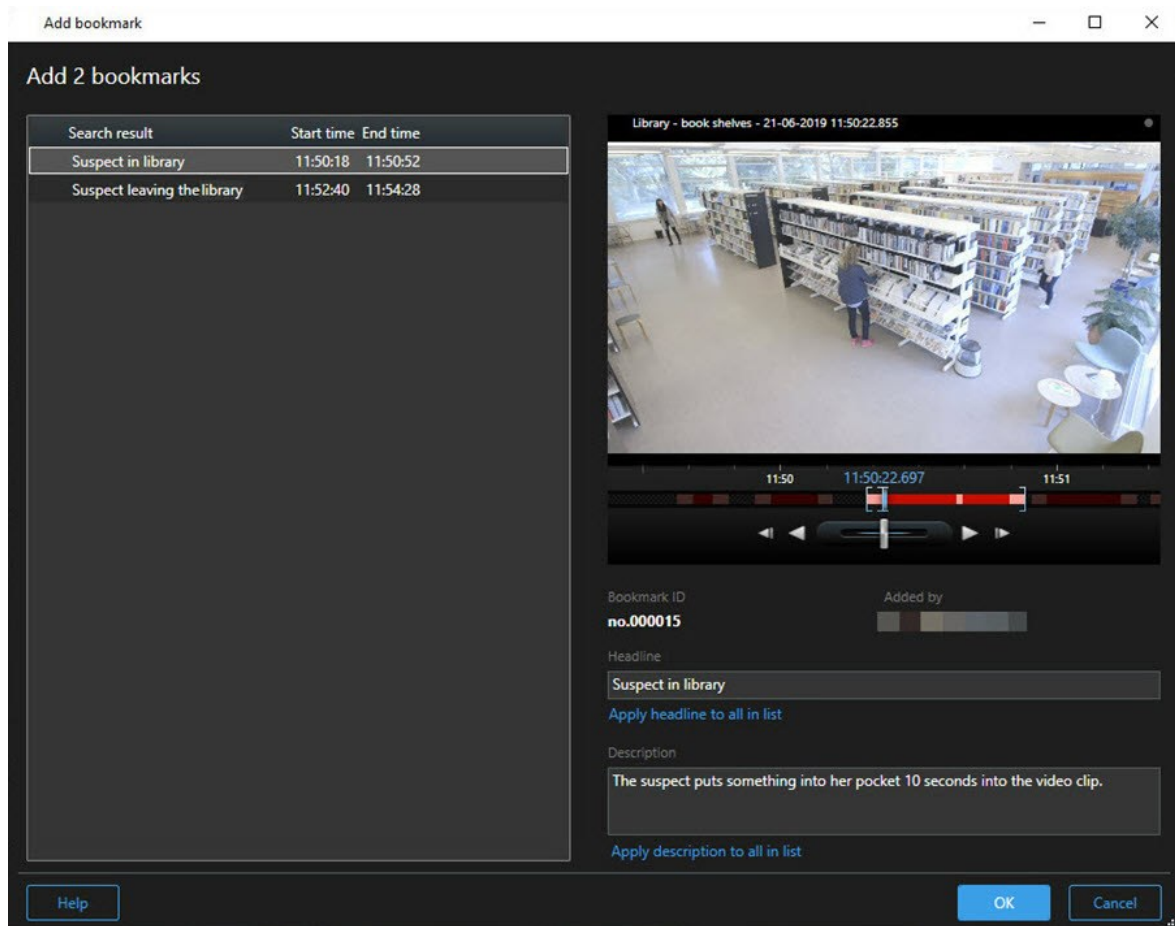 Add bookmark
Add 2 bookmarks
Search result Start time End time
Suspect in library 11:50:18 11:50:52
Suspect leaving the library 11:52:40 11:54:28
Library - book shelves - 21-06-2019 11:50:22.855
11:50 11:50:22.697 11:51
Bookmark ID Added by
no.000015
Headline
Suspect in library
Apply headline to all in list
Description
The suspect puts something into her pocket 10 seconds into the video clip.
Apply description to all in list
Help OK Cancel